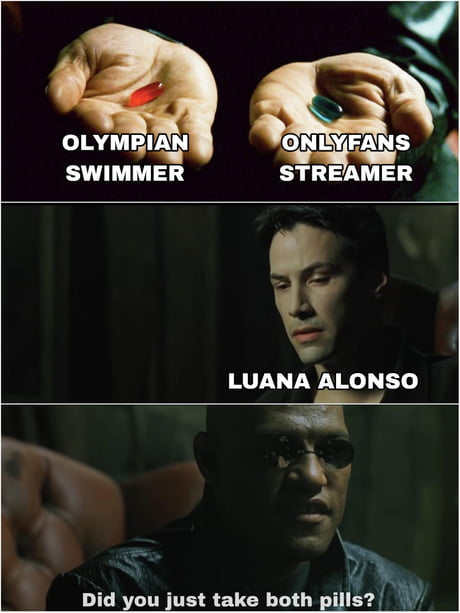 OLYMPIAN
SWIMMER
ONLYFANS
STREAMER
LUANA ALONSO
Did you just take both pills?